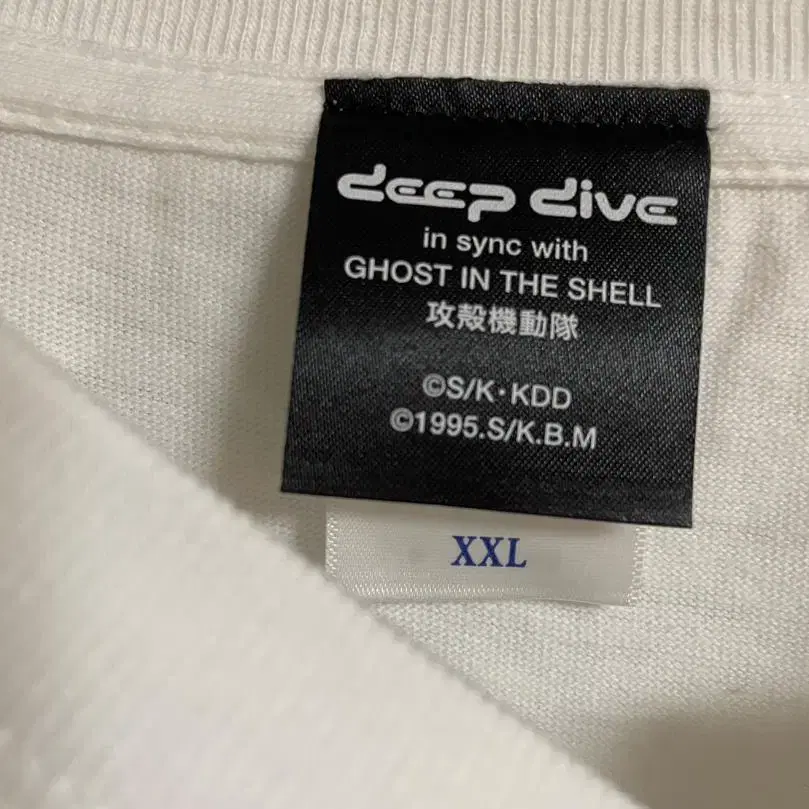 deep dive
in sync with
GHOST IN THE SHELL
攻殻機動隊
©S/K・KDD
©1995.S/K.B.M
XXL